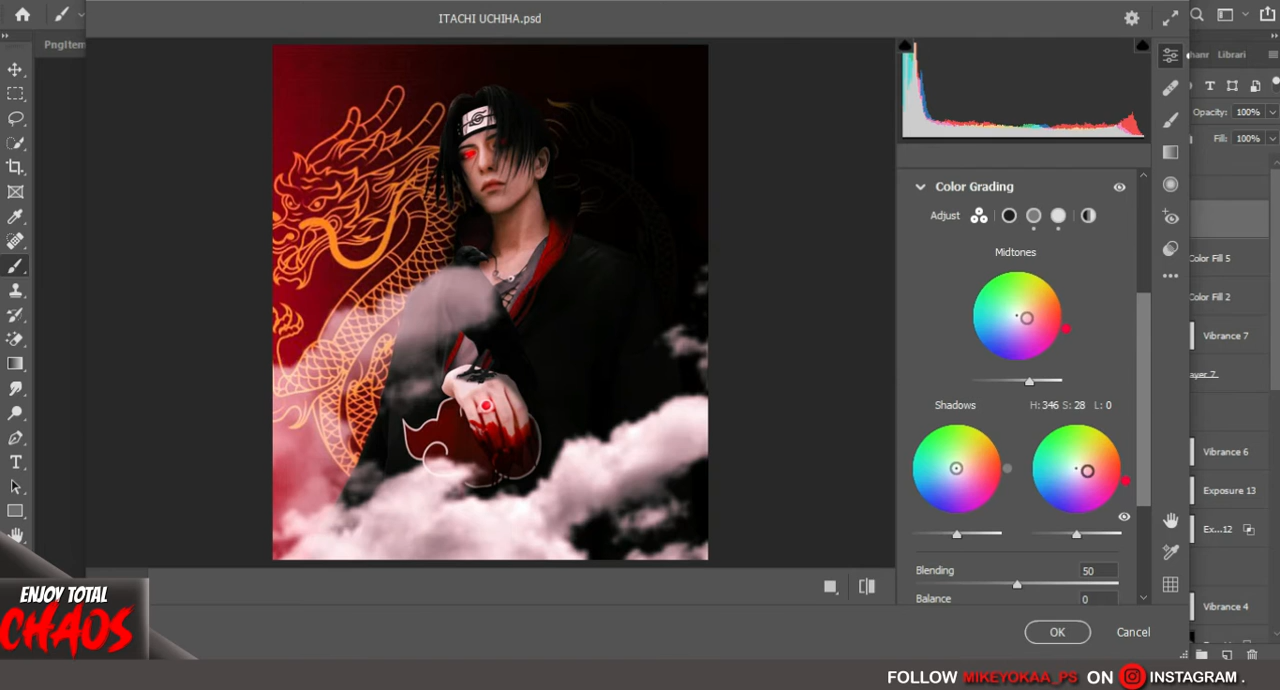 ITACHI UCHIHA.psd
PngItem
Librari
Opacity: 100%
Fill: 100%
Color Grading
Adjust
Midtones
Shadows
H: 346 S: 28 L: 0
Blending 50
Balance 0
OK
Cancel
Color Fill 5
Color Fill 2
Vibrance 7
ayer 7
Vibrance 6
Exposure 13
Ex...12
Vibrance 4
ENJOY TOTAL
CHAOS
FOLLOW MIKEYOKAA_PS ON INSTAGRAM .